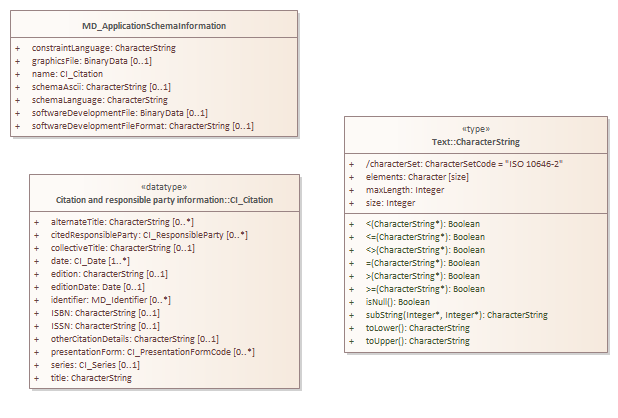 MD_ApplicationSchemaInformation
+ constraintLanguage: CharacterString
+ graphicsFile: BinaryData [0..1]
+ name: CI_Citation
+ schemaAscii: CharacterString [0..1]
+ schemaLanguage: CharacterString
+ softwareDevelopmentFile: BinaryData [0..1]
+ softwareDevelopmentFileFormat: CharacterString [0..1]
«datatype»
Citation and responsible party information::CI_Citation
+ alternateTitle: CharacterString [0..*]
+ citedResponsibleParty: CI_ResponsibleParty [0..*]
+ collectiveTitle: CharacterString [0..1]
+ date: CI_Date [1..*]
+ edition: CharacterString [0..1]
+ editionDate: Date [0..1]
+ identifier: MD_Identifier [0..*]
+ ISBN: CharacterString [0..1]
+ ISSN: CharacterString [0..1]
+ otherCitationDetails: CharacterString [0..1]
+ presentationForm: CI_PresentationFormCode [0..*]
+ series: CI_Series [0..1]
+ title: CharacterString
«type»
Text::CharacterString
+ /characterSet: CharacterSetCode = "ISO 10646-2"
+ elements: Character [size]
+ maxLength: Integer
+ size: Integer
+ <(CharacterString*): Boolean
+ <=(CharacterString*): Boolean
+ <>(CharacterString*): Boolean
+ =(CharacterString*): Boolean
+ >(CharacterString*): Boolean
+ >=(CharacterString*): Boolean
+ isNull(): Boolean
+ subString(Integer*, Integer*): CharacterString
+ toLower(): CharacterString
+ toUpper(): CharacterString